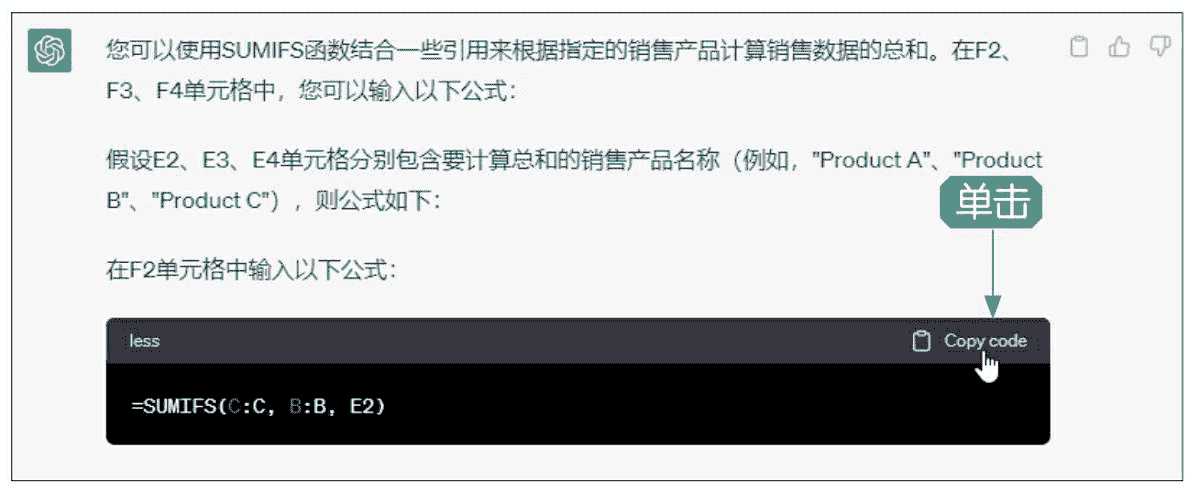 您可以使用SUMIFS函数结合一些引用来根据指定的销售产品计算销售数据的总和。在F2、
F3、F4单元格中，您可以输入以下公式：
假设E2、E3、E4单元格分别包含要计算总和的销售产品名称（例如，"Product A"、"Product
B"、"Product C"），则公式如下：
单击
在F2单元格中输入以下公式：
less
Copy code
=SUMIFS(C:C, B:B, E2)